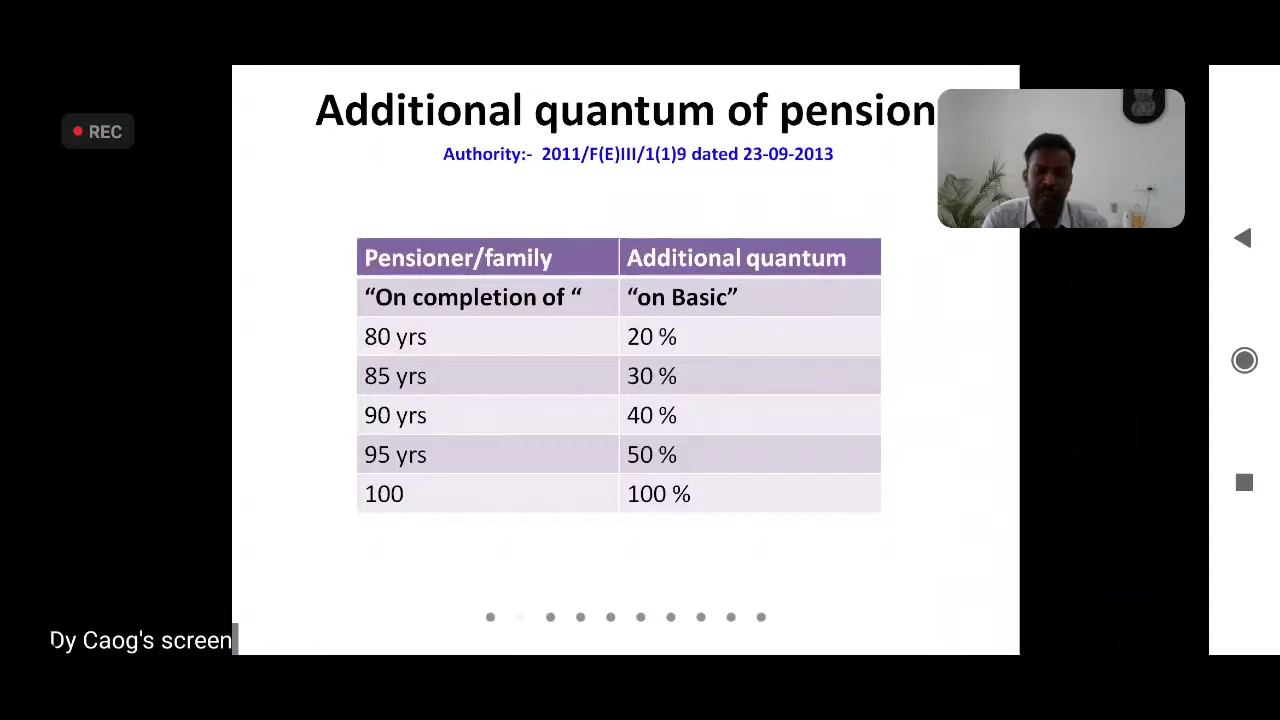 Additional quantum of pension
Authority:- 2011/F(E)III/1(1)9 dated 23-09-2013
REC
Pensioner/family Additional quantum
“On completion of “ “on Basic”
80 yrs 20 %
85 yrs 30 %
90 yrs 40 %
95 yrs 50 %
100 100 %
Dy Caog's screen